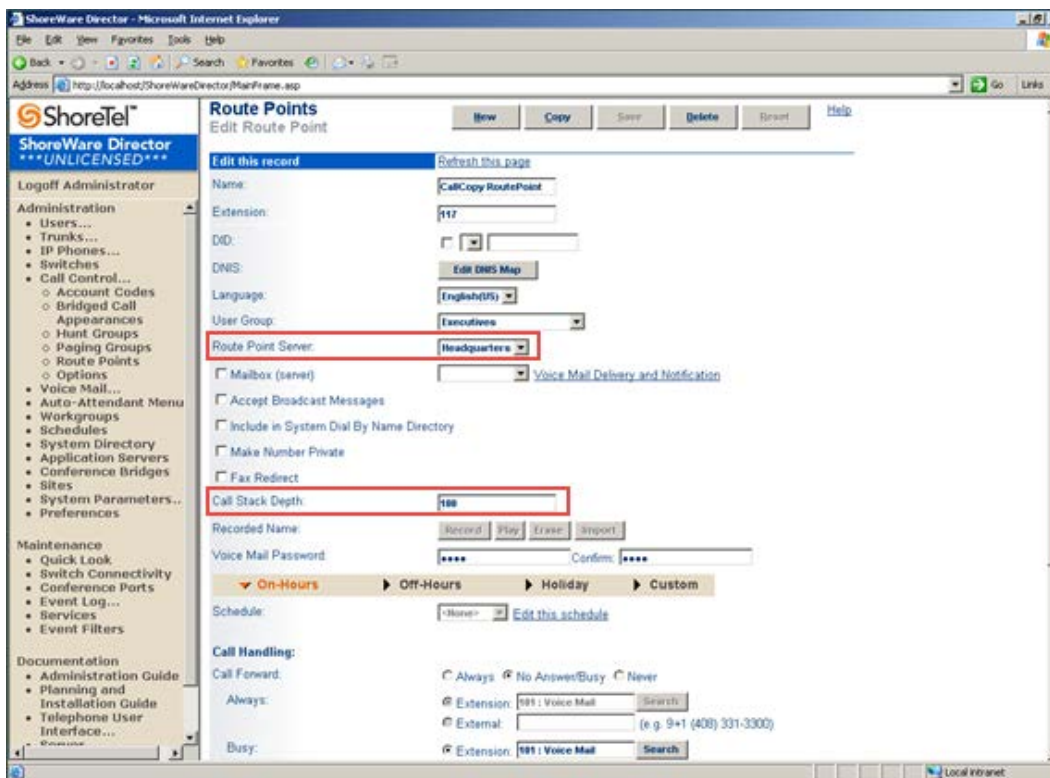 ShoreWare Director - Microsoft Internet Explorer
File Edit View Favorites Tools Help
Back Search Favorites
Address http://localhost/ShoreWareDirector/MainFrame.asp Go Links
ShoreTel™
ShoreWare Director
***UNLICENSED***
Logoff Administrator
Administration
Users...
Trunks...
IP Phones...
Switches
Call Control...
Account Codes
Bridged Call
Appearances
Hunt Groups
Paging Groups
Route Points
Options
Voice Mail...
Auto-Attendant Menu
Workgroups
Schedules
System Directory
Application Servers
Conference Bridges
Sites
System Parameters..
Preferences
Maintenance
Quick Look
Switch Connectivity
Conference Ports
Event Log...
Services
Event Filters
Documentation
Administration Guide
Planning and
Installation Guide
Telephone User
Interface...
Route Points
Edit Route Point
New Copy Save Delete Reset Help
Edit this record Refresh this page
Name: CallCopy RoutePoint
Extension: 117
DID:
DNIS: Edit DNIS Map
Language: English(US)
User Group: Executives
Route Point Server: Headquarters
Mailbox (server) Voice Mail Delivery and Notification
Accept Broadcast Messages
Include in System Dial By Name Directory
Make Number Private
Fax Redirect
Call Stack Depth:
Recorded Name: Record Play Erase Import
Voice Mail Password Confirm:
On-Hours Off-Hours Holiday Custom
Schedule: <None> Edit this schedule
Call Handling:
Call Forward: Always No Answer/Busy Never
Always: Extension: 101 : Voice Mail Search
External: (e.g. 9+1 (408) 331-3300)
Busy: Extension: 101 : Voice Mail Search
Local intranet